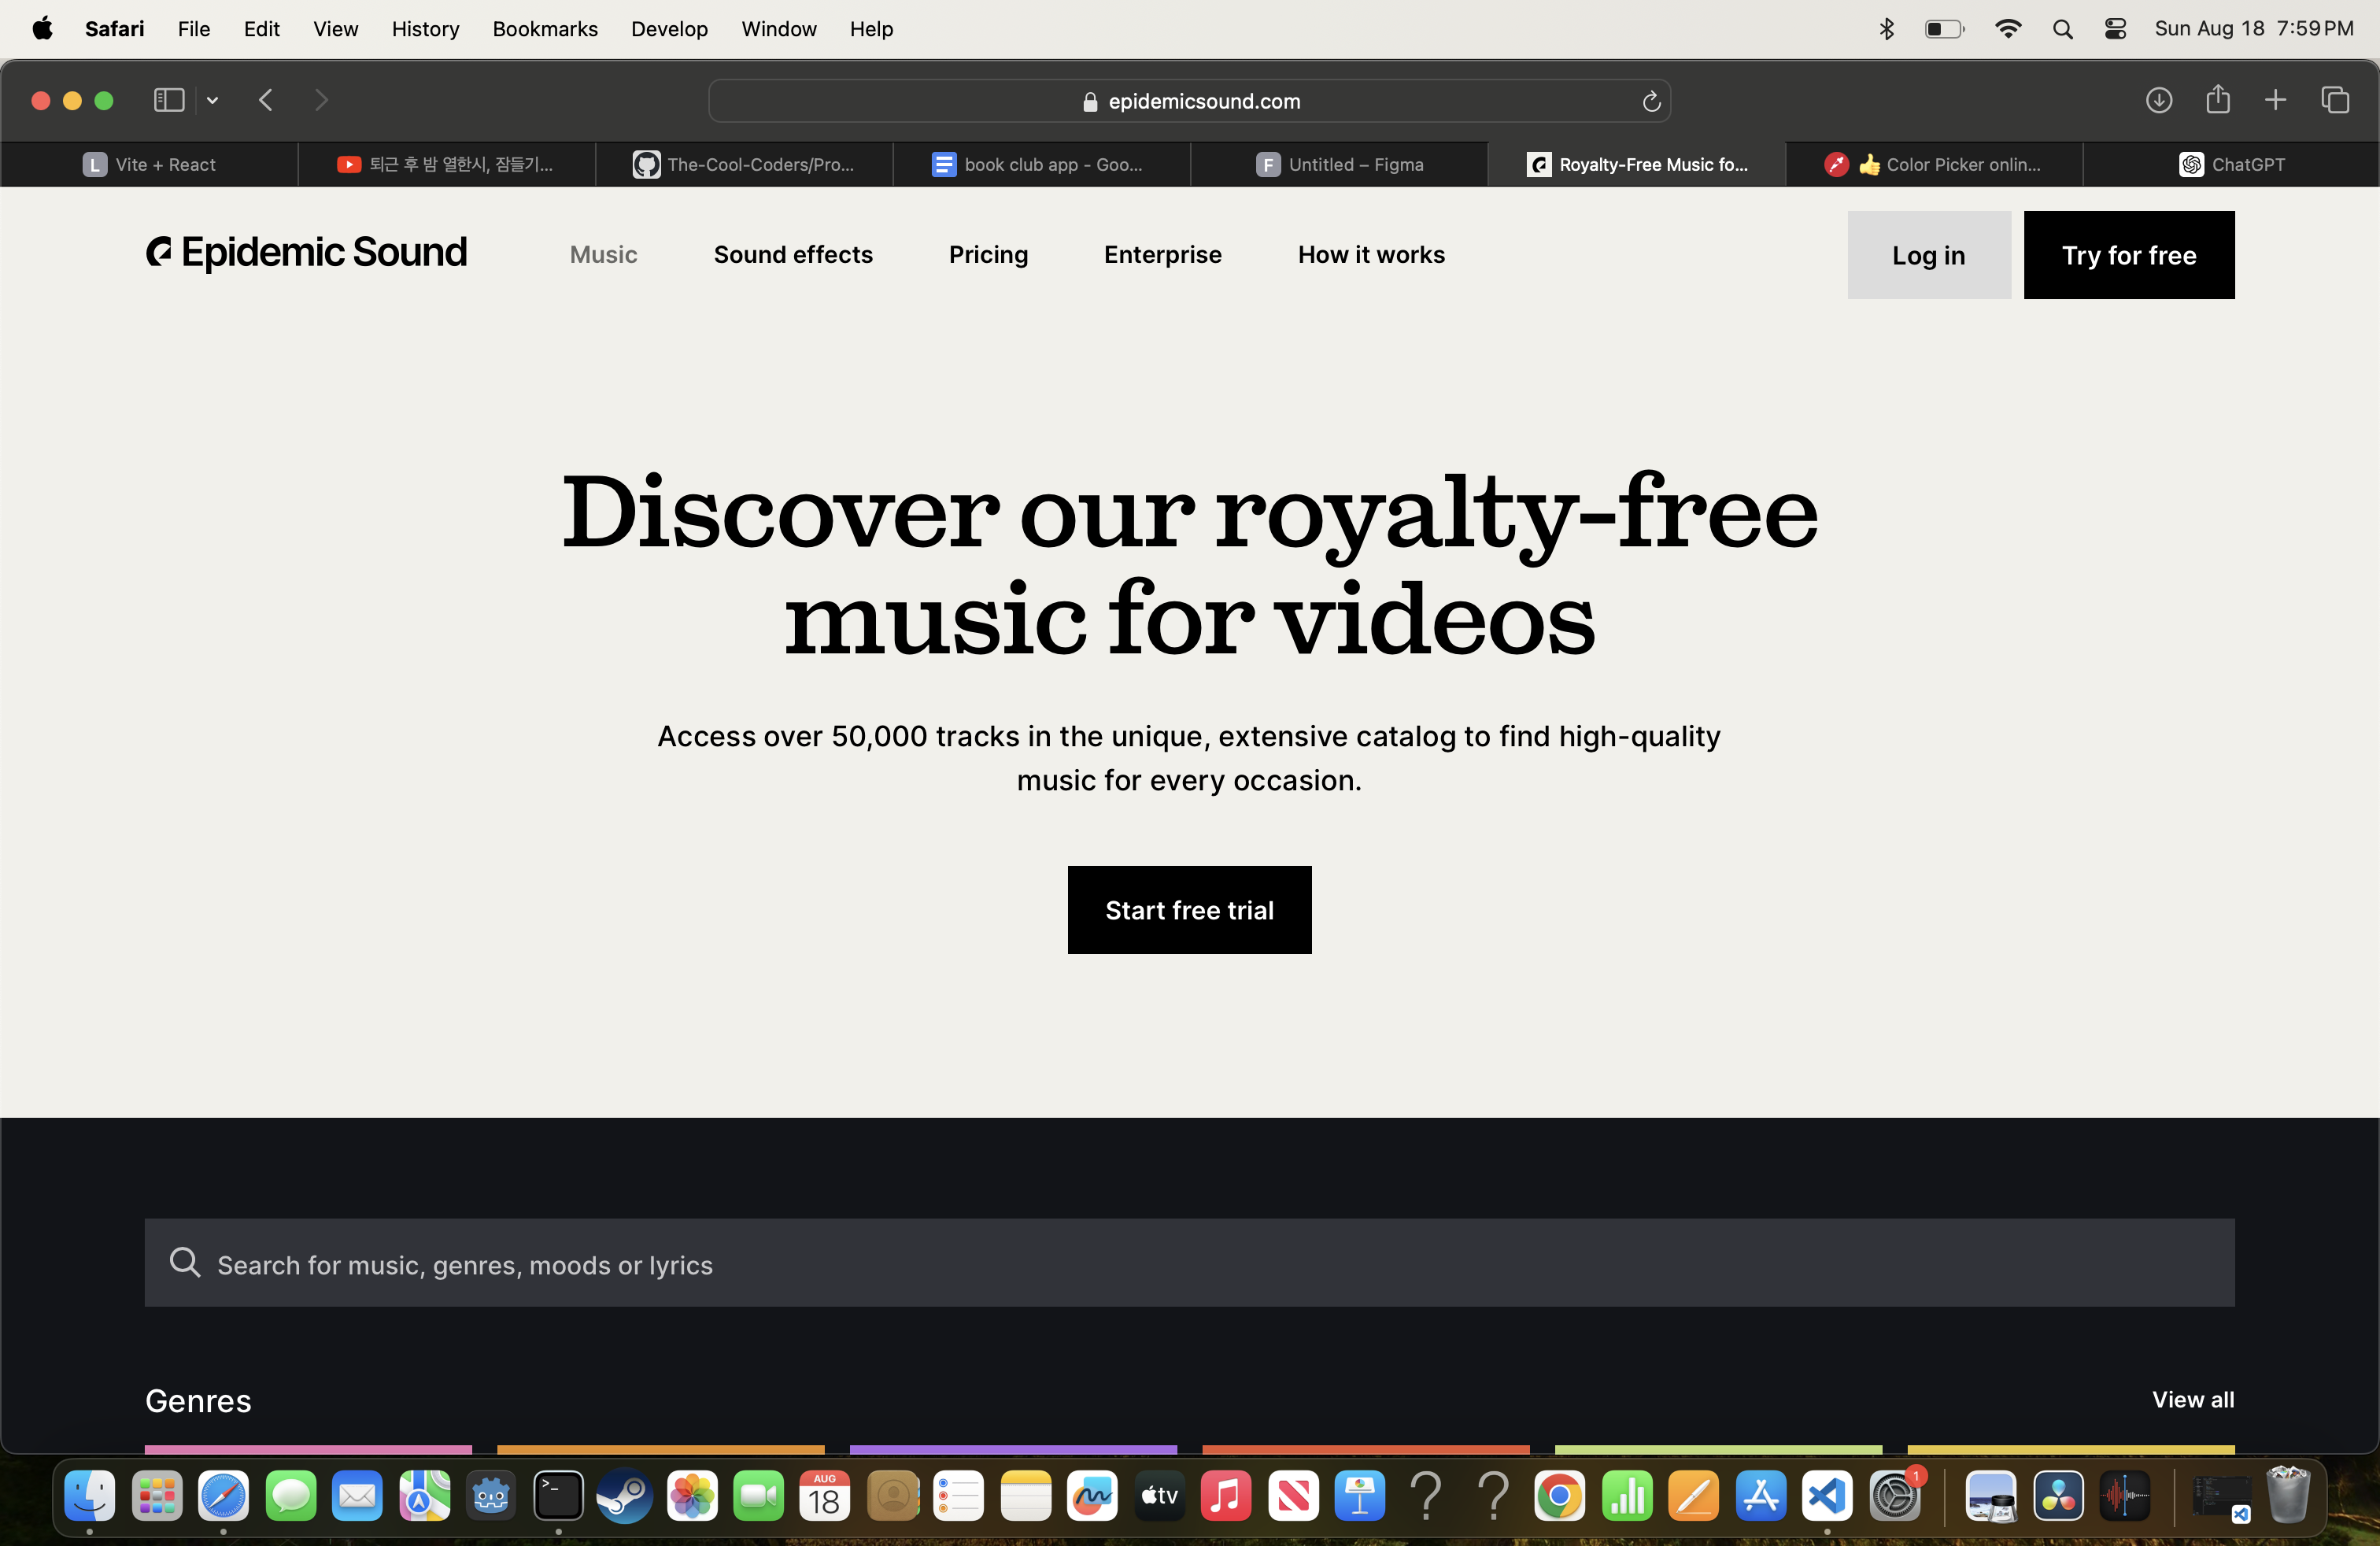 Safari File Edit View History Bookmarks Develop Window Help Sun Aug 18 7:59 PM
epidemicsound.com
L Vite + React 퇴근 후 밤 열한시, 잠들기... The-Cool-Coders/Pro... book club app - Goo... F Untitled – Figma Royalty-Free Music fo... Color Picker onlin... ChatGPT
Epidemic Sound Music Sound effects Pricing Enterprise How it works Log in Try for free
Discover our royalty-free
music for videos
Access over 50,000 tracks in the unique, extensive catalog to find high-quality
music for every occasion.
Start free trial
Search for music, genres, moods or lyrics
Genres View all
AUG
18
tv
1